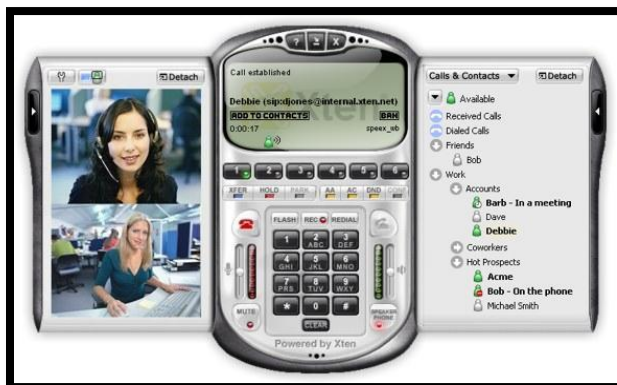 Detach
? X
Call established
Debbie (sip:djones@internal.xten.net)
ADD TO CONTACTS
0:00:17 speex_wb
1 2 3 4 5 6
XFER HOLD PARK AA AC DND CONF
FLASH REC REDIAL
1 2 ABC 3 DEF
4 GHI 5 JKL 6 MNO
7 PRS 8 TUV 9 WXY
* 0 #
CLEAR
MUTE
SPEAKER PHONE
Powered by Xten
Calls & Contacts Detach
Available
Received Calls
Dialed Calls
Friends
Bob
Work
Accounts
Barb - In a meeting
Dave
Debbie
Coworkers
Hot Prospects
Acme
Bob - On the phone
Michael Smith